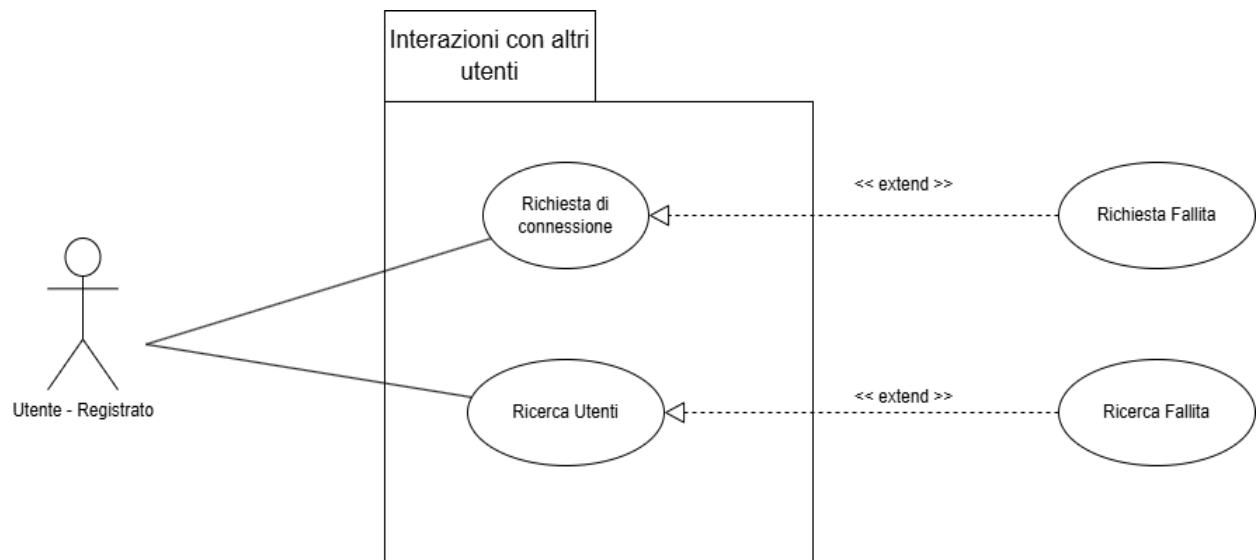 Interazioni con altri
utenti
Richiesta di
connessione
<< extend >>
Richiesta Fallita
Utente - Registrato
Ricerca Utenti
<< extend >>
Ricerca Fallita